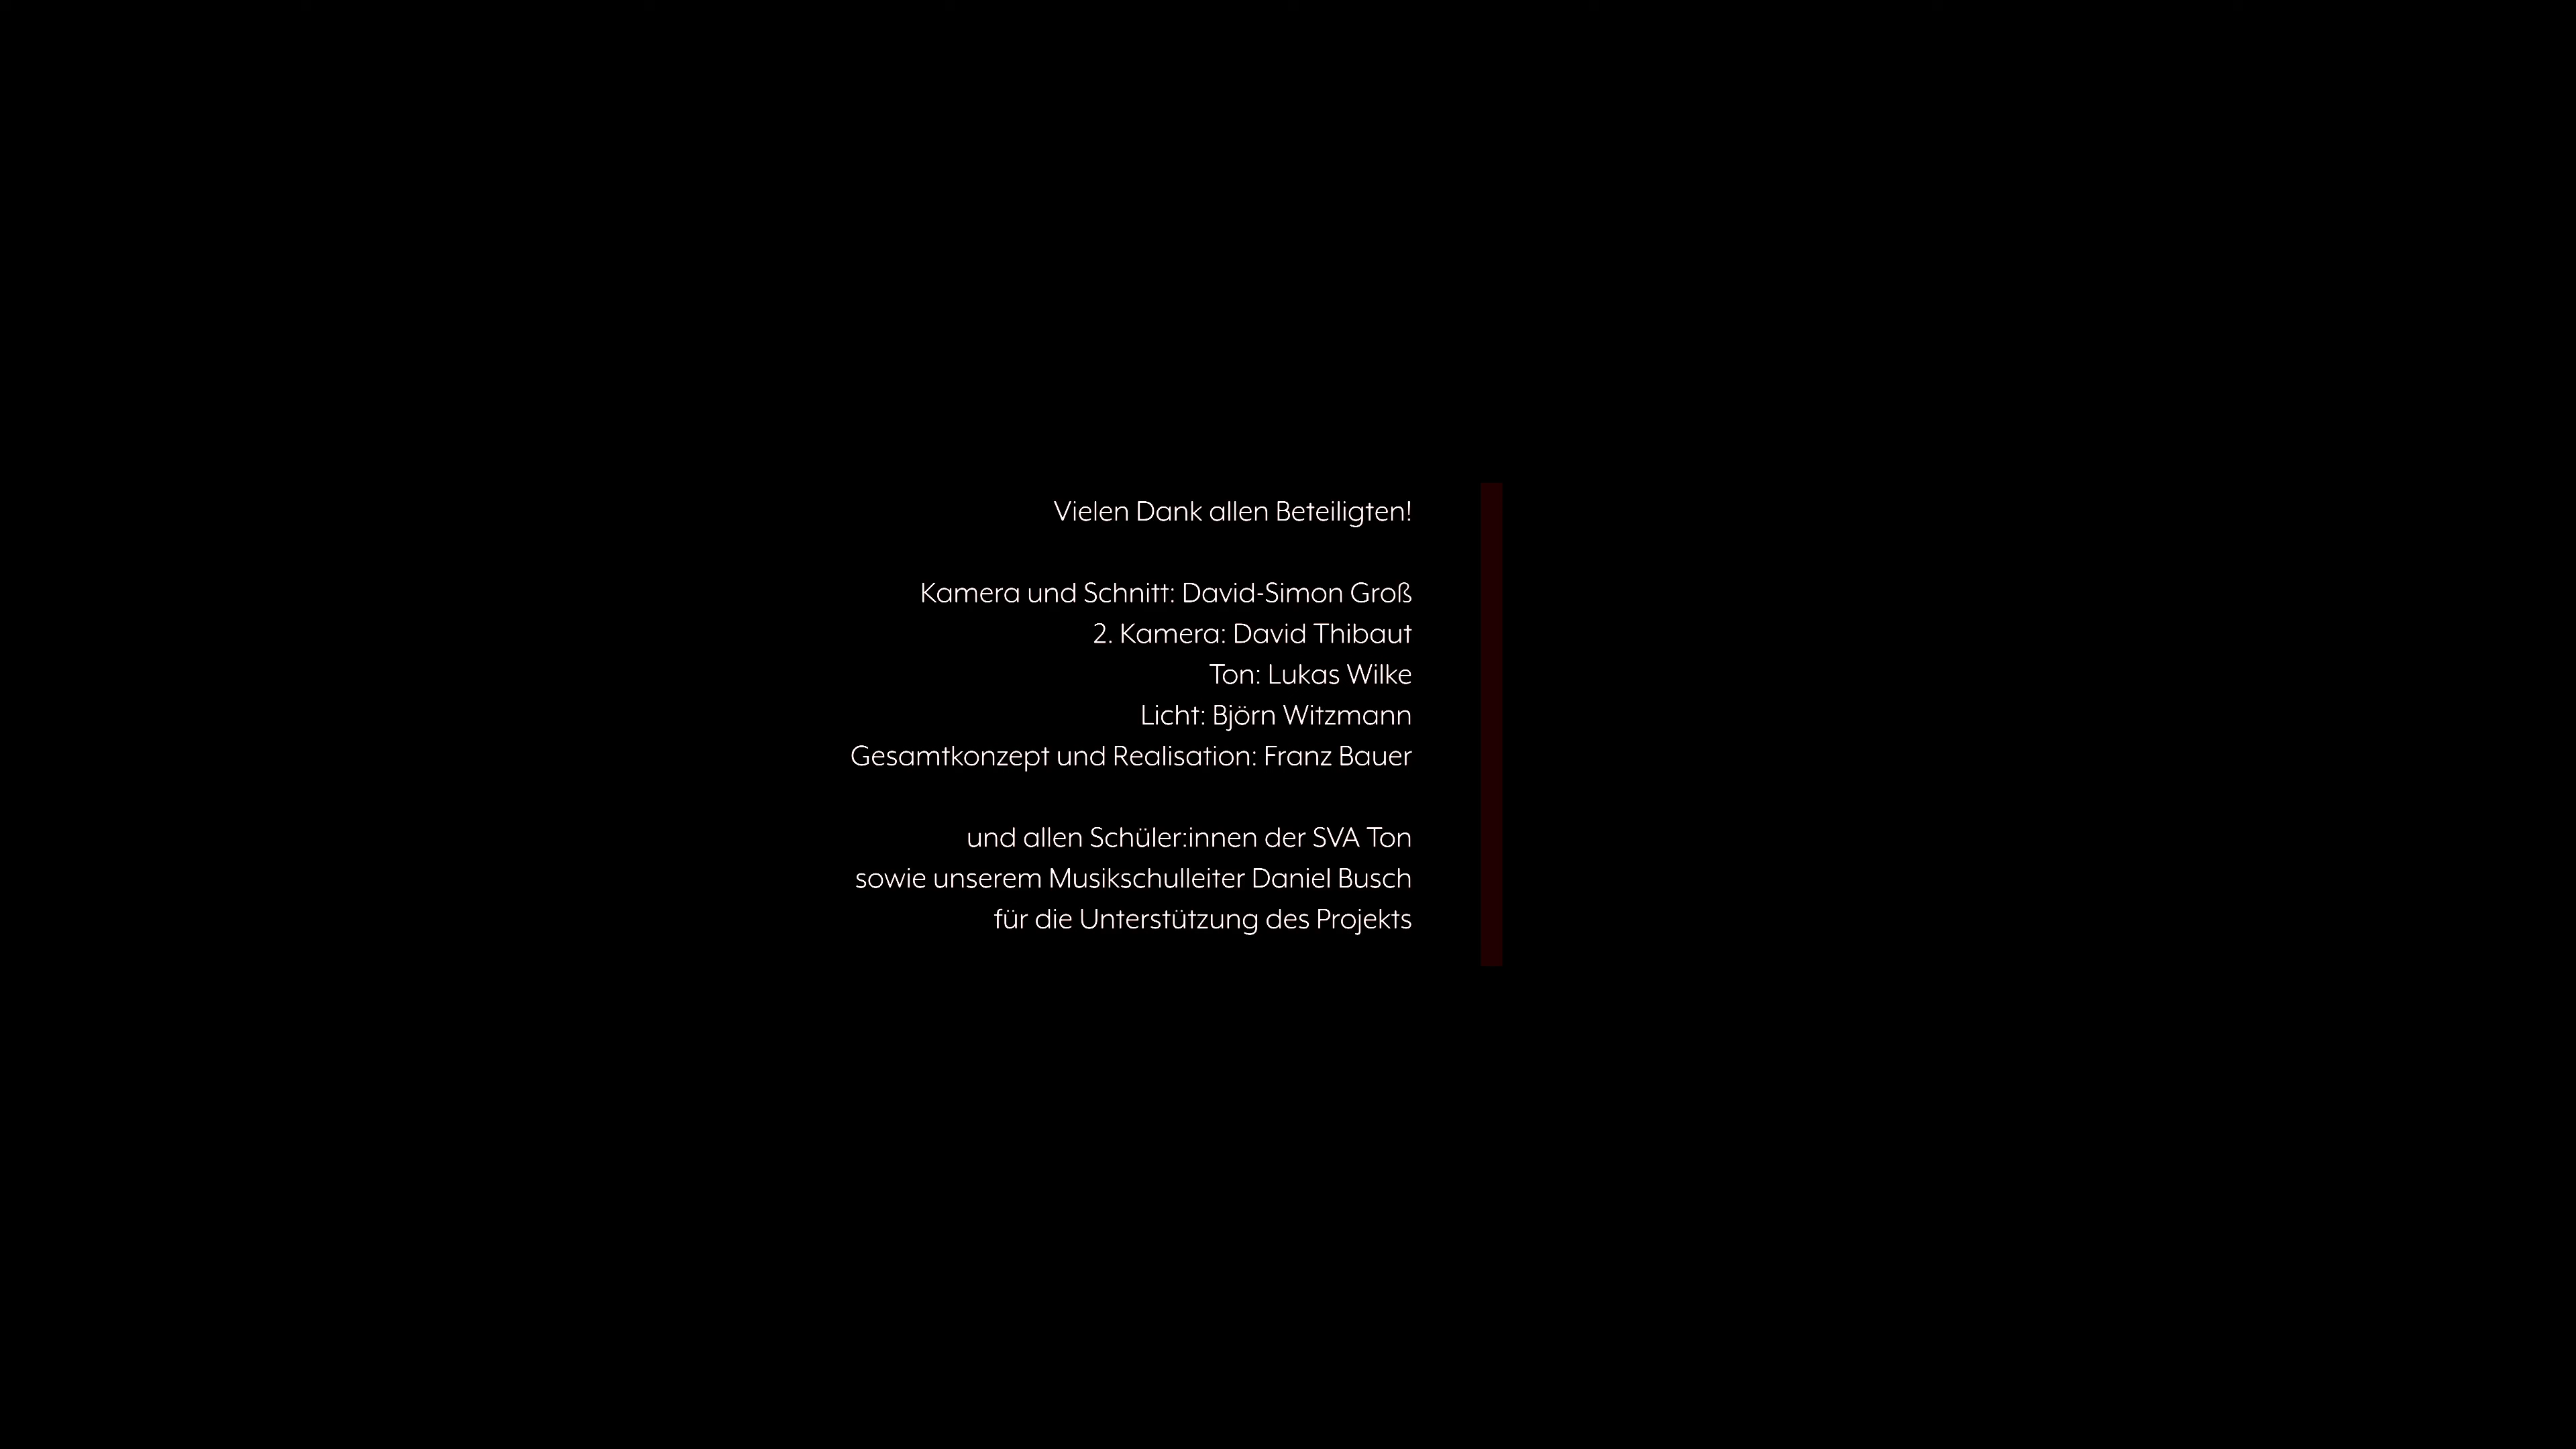 Vielen Dank allen Beteiligten!
Kamera und Schnitt: David-Simon Groß
2. Kamera: David Thibaut
Ton: Lukas Wilke
Licht: Björn Witzmann
Gesamtkonzept und Realisation: Franz Bauer
und allen Schüler:innen der SVA Ton
sowie unserem Musikschulleiter Daniel Busch
für die Unterstützung des Projekts